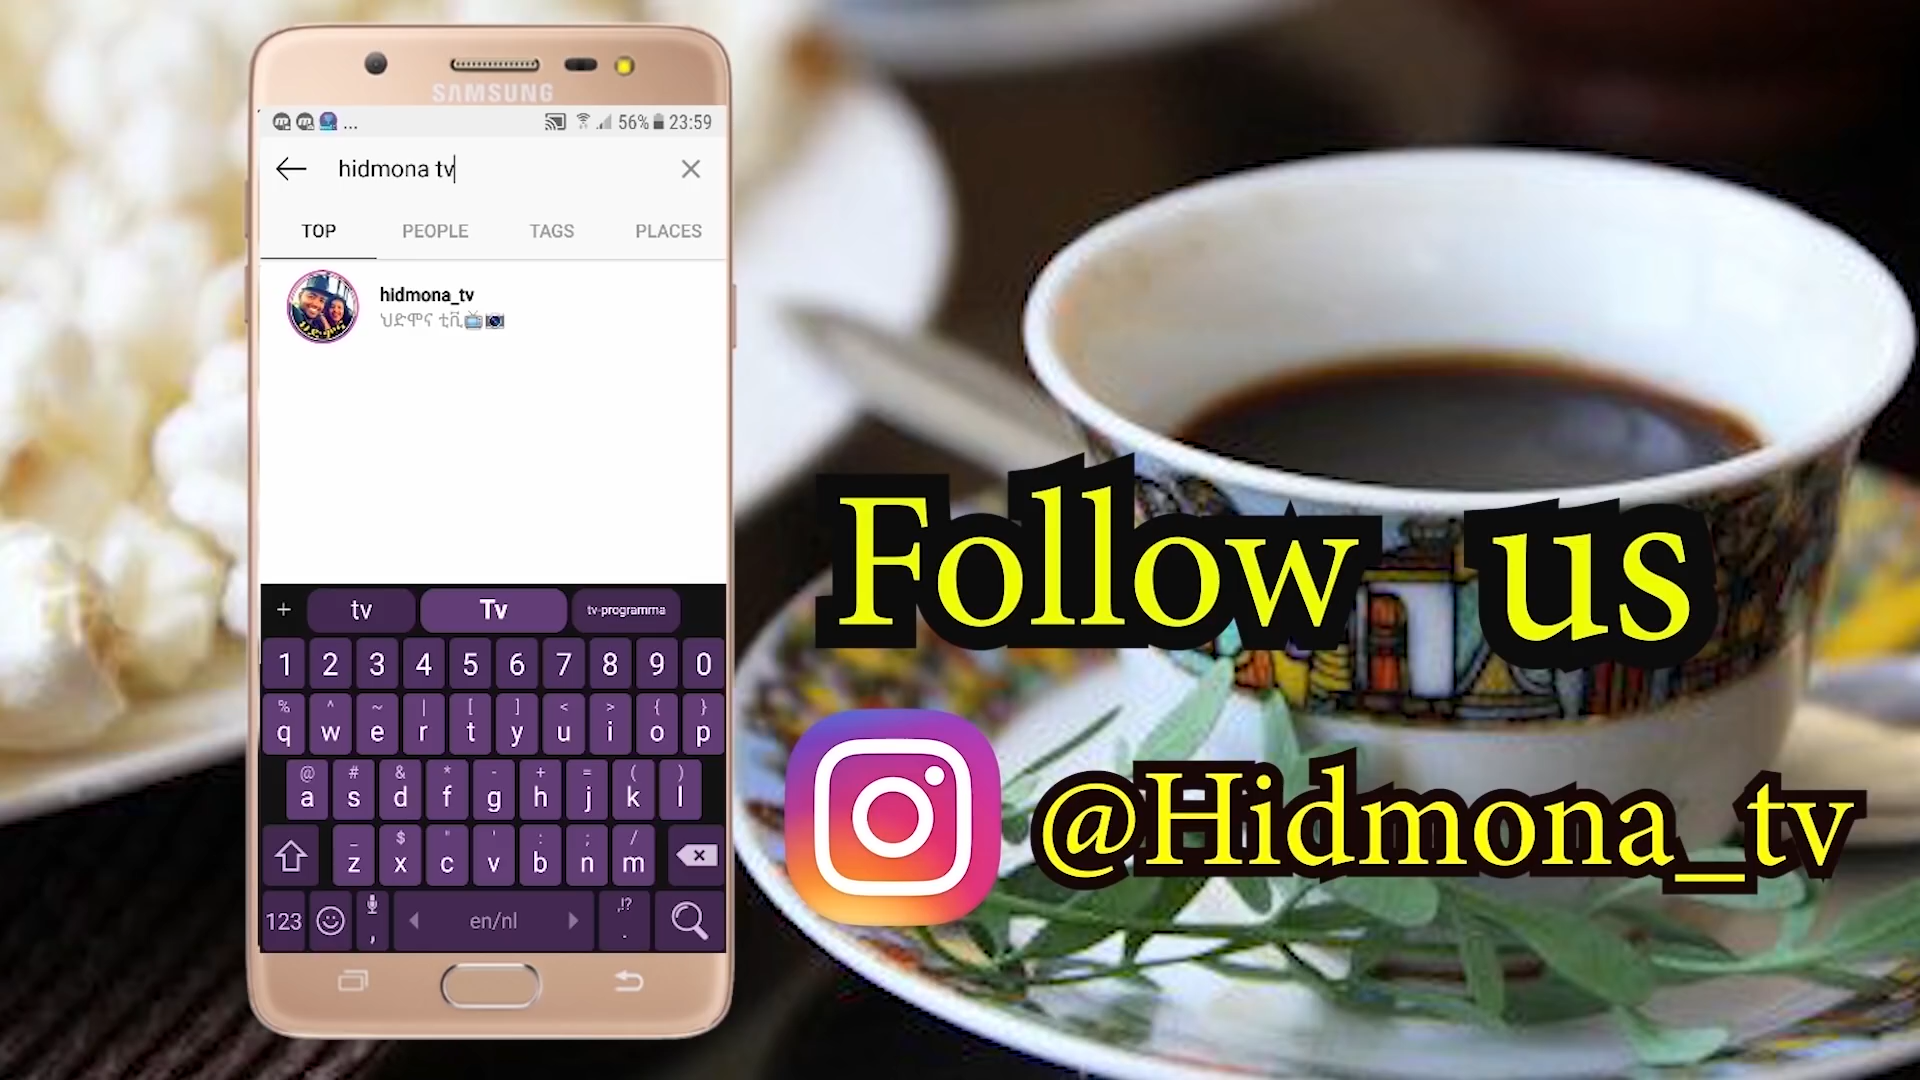 SAMSUNG
... 56% 23:59
hidmona tv
TOP PEOPLE TAGS PLACES
hidmona_tv
ህድሞና ቲቪ
+ tv Tv tv-programma
1 2 3 4 5 6 7 8 9 0
% ^ ~ | [ ] < > { }
q w e r t y u i o p
@ # & * - + = ( )
a s d f g h j k l
_ $ " ' : ; /
z x c v b n m
123 , en/nl ,!? .
Follow us
@Hidmona_tv